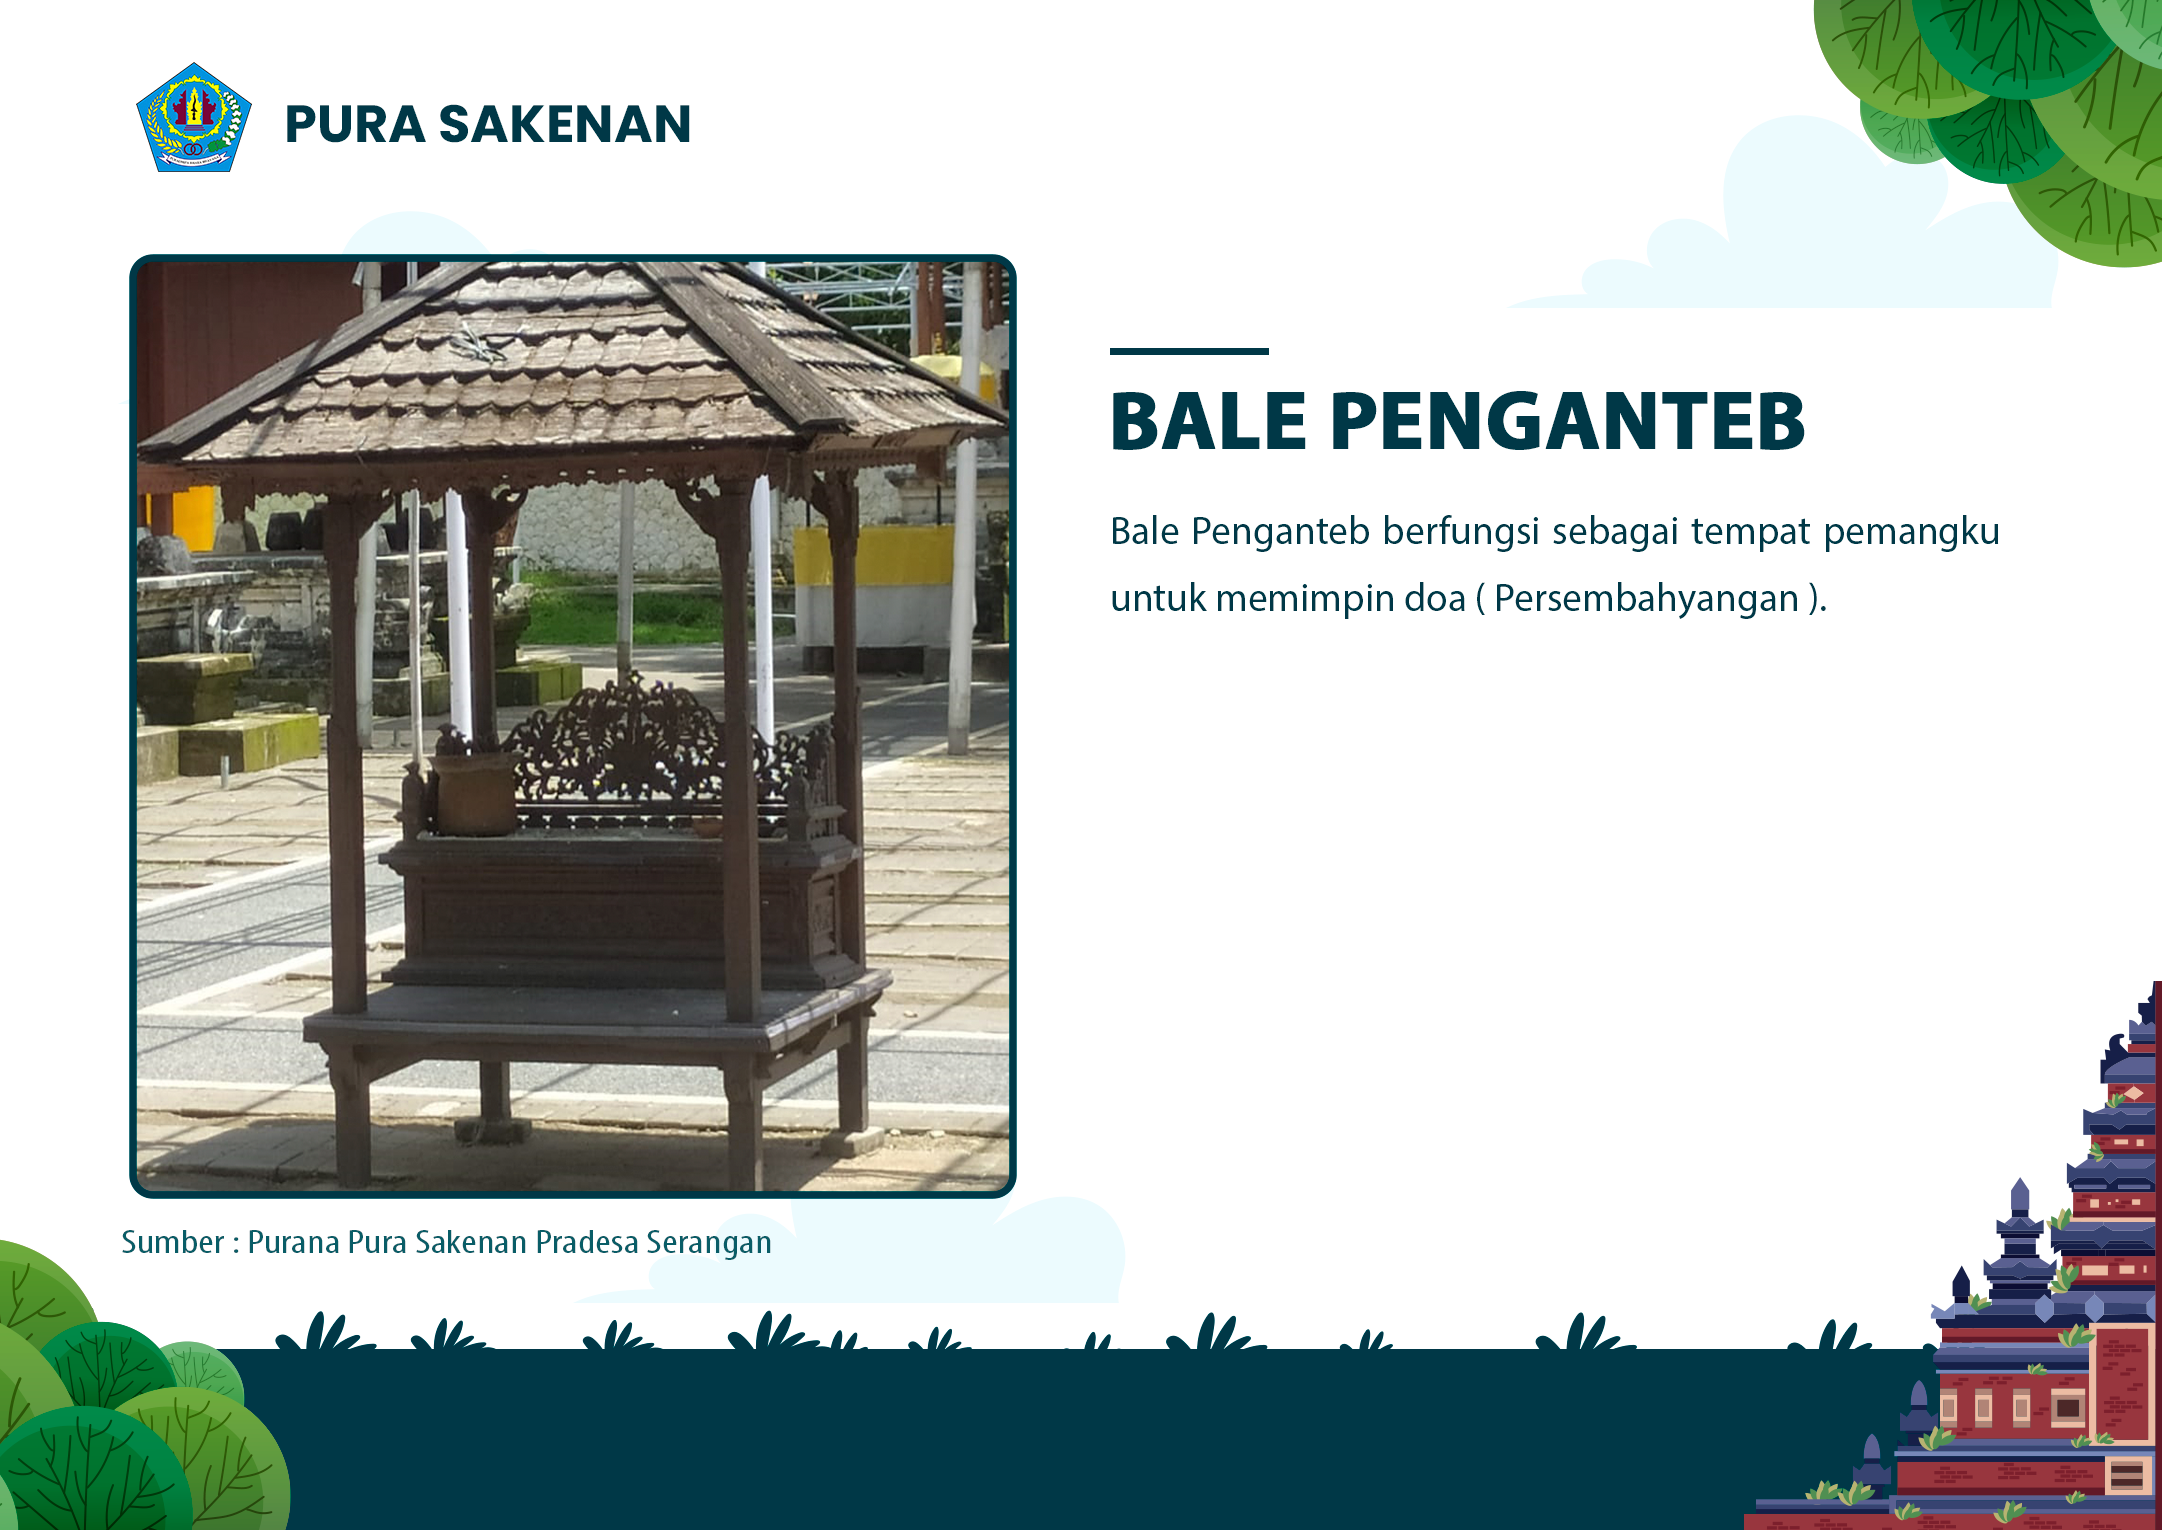 PURA SAKENAN
BALE PENGANTEB
Bale Penganteb berfungsi sebagai tempat pemangku
untuk memimpin doa ( Persembahyangan ).
Sumber : Purana Pura Sakenan Pradesa Serangan